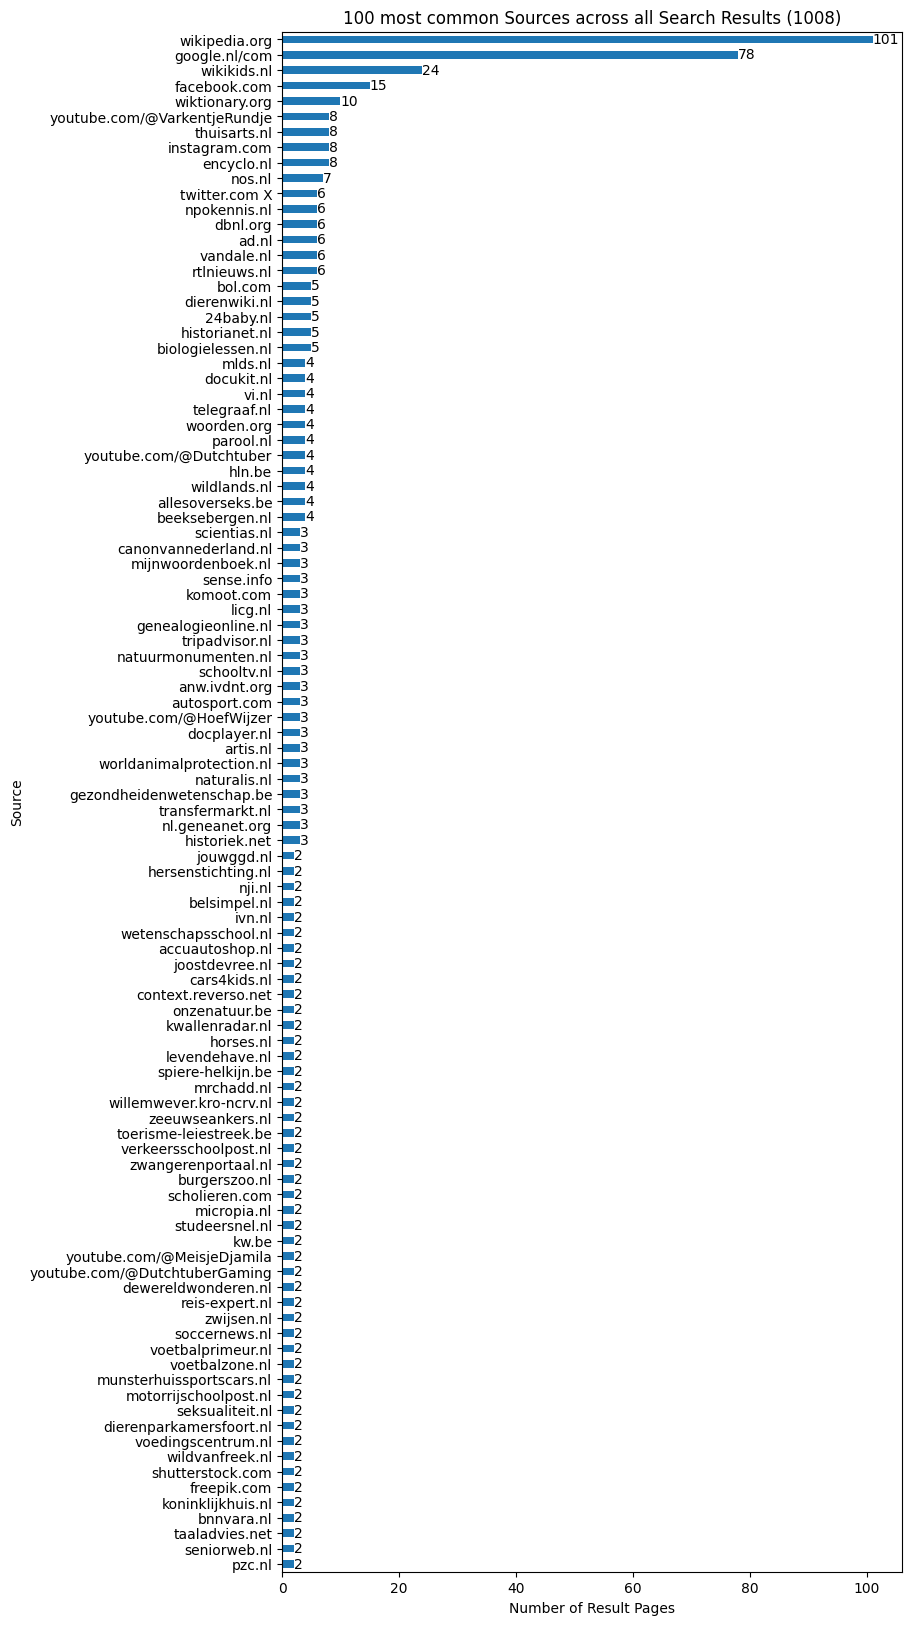 100 most common Sources across all Search Results (1008)
wikipedia.org 101
google.nl/com 78
wikikids.nl 24
facebook.com 15
wiktionary.org 10
youtube.com/@VarkentjeRundje 8
thuisarts.nl 8
instagram.com 8
encyclo.nl 8
nos.nl 7
twitter.com X 6
npokennis.nl 6
dbnl.org 6
ad.nl 6
vandale.nl 6
rtlnieuws.nl 6
bol.com 5
dierenwiki.nl 5
24baby.nl 5
historianet.nl 5
biologielessen.nl 5
mlds.nl 4
docukit.nl 4
vi.nl 4
telegraaf.nl 4
woorden.org 4
parool.nl 4
youtube.com/@Dutchtuber 4
hln.be 4
wildlands.nl 4
allesoverseks.be 4
beeksebergen.nl 4
scientias.nl 3
canonvannederland.nl 3
mijnwoordenboek.nl 3
sense.info 3
komoot.com 3
licg.nl 3
genealogieonline.nl 3
tripadvisor.nl 3
natuurmonumenten.nl 3
schooltv.nl 3
anw.ivdnt.org 3
autosport.com 3
youtube.com/@HoefWijzer 3
docplayer.nl 3
artis.nl 3
worldanimalprotection.nl 3
naturalis.nl 3
gezondheidenwetenschap.be 3
transfermarkt.nl 3
nl.geneanet.org 3
historiek.net 3
jouwggd.nl 2
hersenstichting.nl 2
nji.nl 2
belsimpel.nl 2
ivn.nl 2
wetenschapsschool.nl 2
accuautoshop.nl 2
joostdevree.nl 2
cars4kids.nl 2
context.reverso.net 2
onzenatuur.be 2
kwallenradar.nl 2
horses.nl 2
levendehave.nl 2
spiere-helkijn.be 2
mrchadd.nl 2
willemwever.kro-ncrv.nl 2
zeeuwseankers.nl 2
toerisme-leiestreek.be 2
verkeersschoolpost.nl 2
zwangerenportaal.nl 2
burgerszoo.nl 2
scholieren.com 2
micropia.nl 2
studeersnel.nl 2
kw.be 2
youtube.com/@MeisjeDjamila 2
youtube.com/@DutchtuberGaming 2
dewereldwonderen.nl 2
reis-expert.nl 2
zwijsen.nl 2
soccernews.nl 2
voetbalprimeur.nl 2
voetbalzone.nl 2
munsterhuissportscars.nl 2
motorrijschoolpost.nl 2
seksualiteit.nl 2
dierenparkamersfoort.nl 2
voedingscentrum.nl 2
wildvanfreek.nl 2
shutterstock.com 2
freepik.com 2
koninklijkhuis.nl 2
bnnvara.nl 2
taaladvies.net 2
seniorweb.nl 2
pzc.nl 2
Source
0 20 40 60 80 100
Number of Result Pages